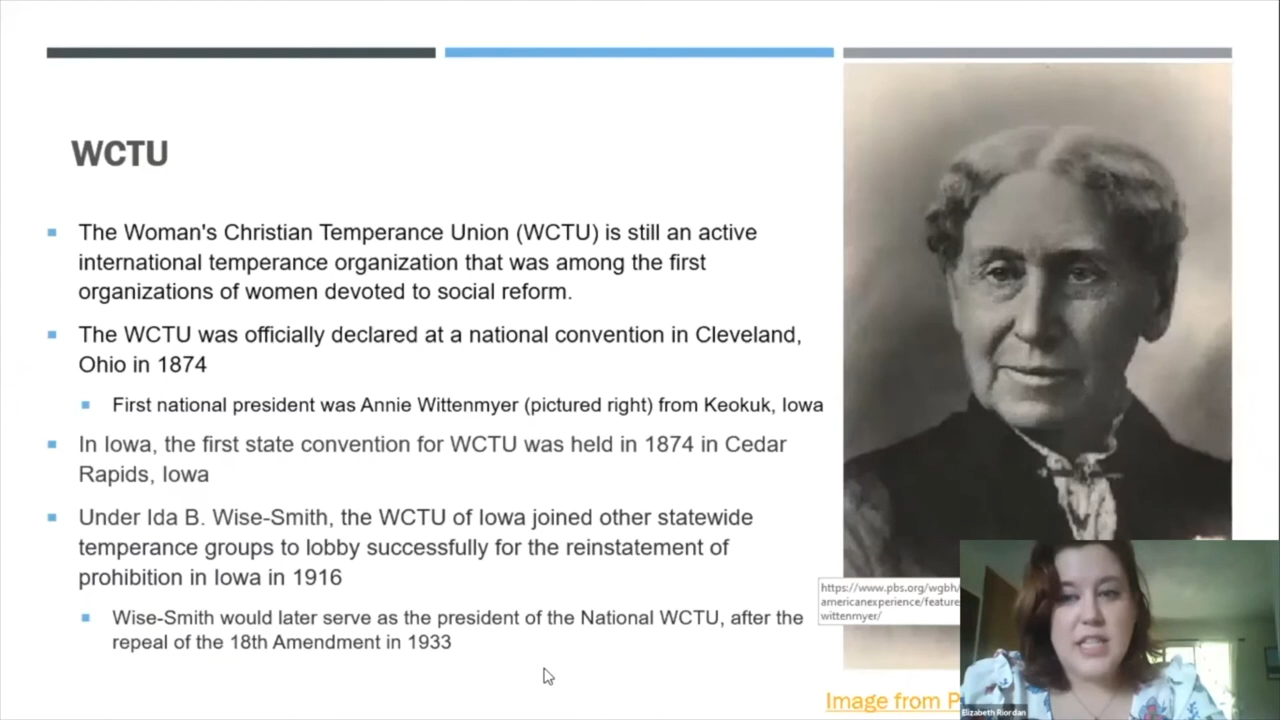 WCTU
The Woman's Christian Temperance Union (WCTU) is still an active
international temperance organization that was among the first
organizations of women devoted to social reform.
The WCTU was officially declared at a national convention in Cleveland,
Ohio in 1874
First national president was Annie Wittenmyer (pictured right) from Keokuk, Iowa
In Iowa, the first state convention for WCTU was held in 1874 in Cedar
Rapids, Iowa
Under Ida B. Wise-Smith, the WCTU of Iowa joined other statewide
temperance groups to lobby successfully for the reinstatement of
prohibition in Iowa in 1916
Wise-Smith would later serve as the president of the National WCTU, after the
repeal of the 18th Amendment in 1933
https://www.pbs.org/wgbh/
americanexperience/feature
wittenmyer/
Image from P
Elizabeth Riordan